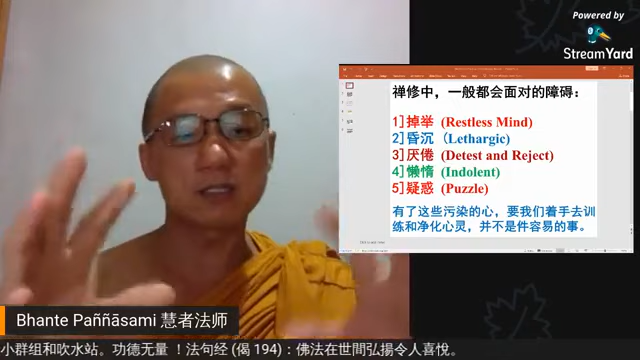 Powered by
StreamYard
禅修中，一般都会面对的障碍：
1]掉举 (Restless Mind)
2]昏沉 (Lethargic)
3]厌倦 (Detest and Reject)
4]懒惰 (Indolent)
5]疑惑 (Puzzle)
有了这些污染的心，要我们着手去训
练和净化心灵，并不是件容易的事。
Bhante Paññāsami 慧者法师
小群组和吹水站。功德无量 ！法句经 (偈 194)：佛法在世間弘揚令人喜悅。